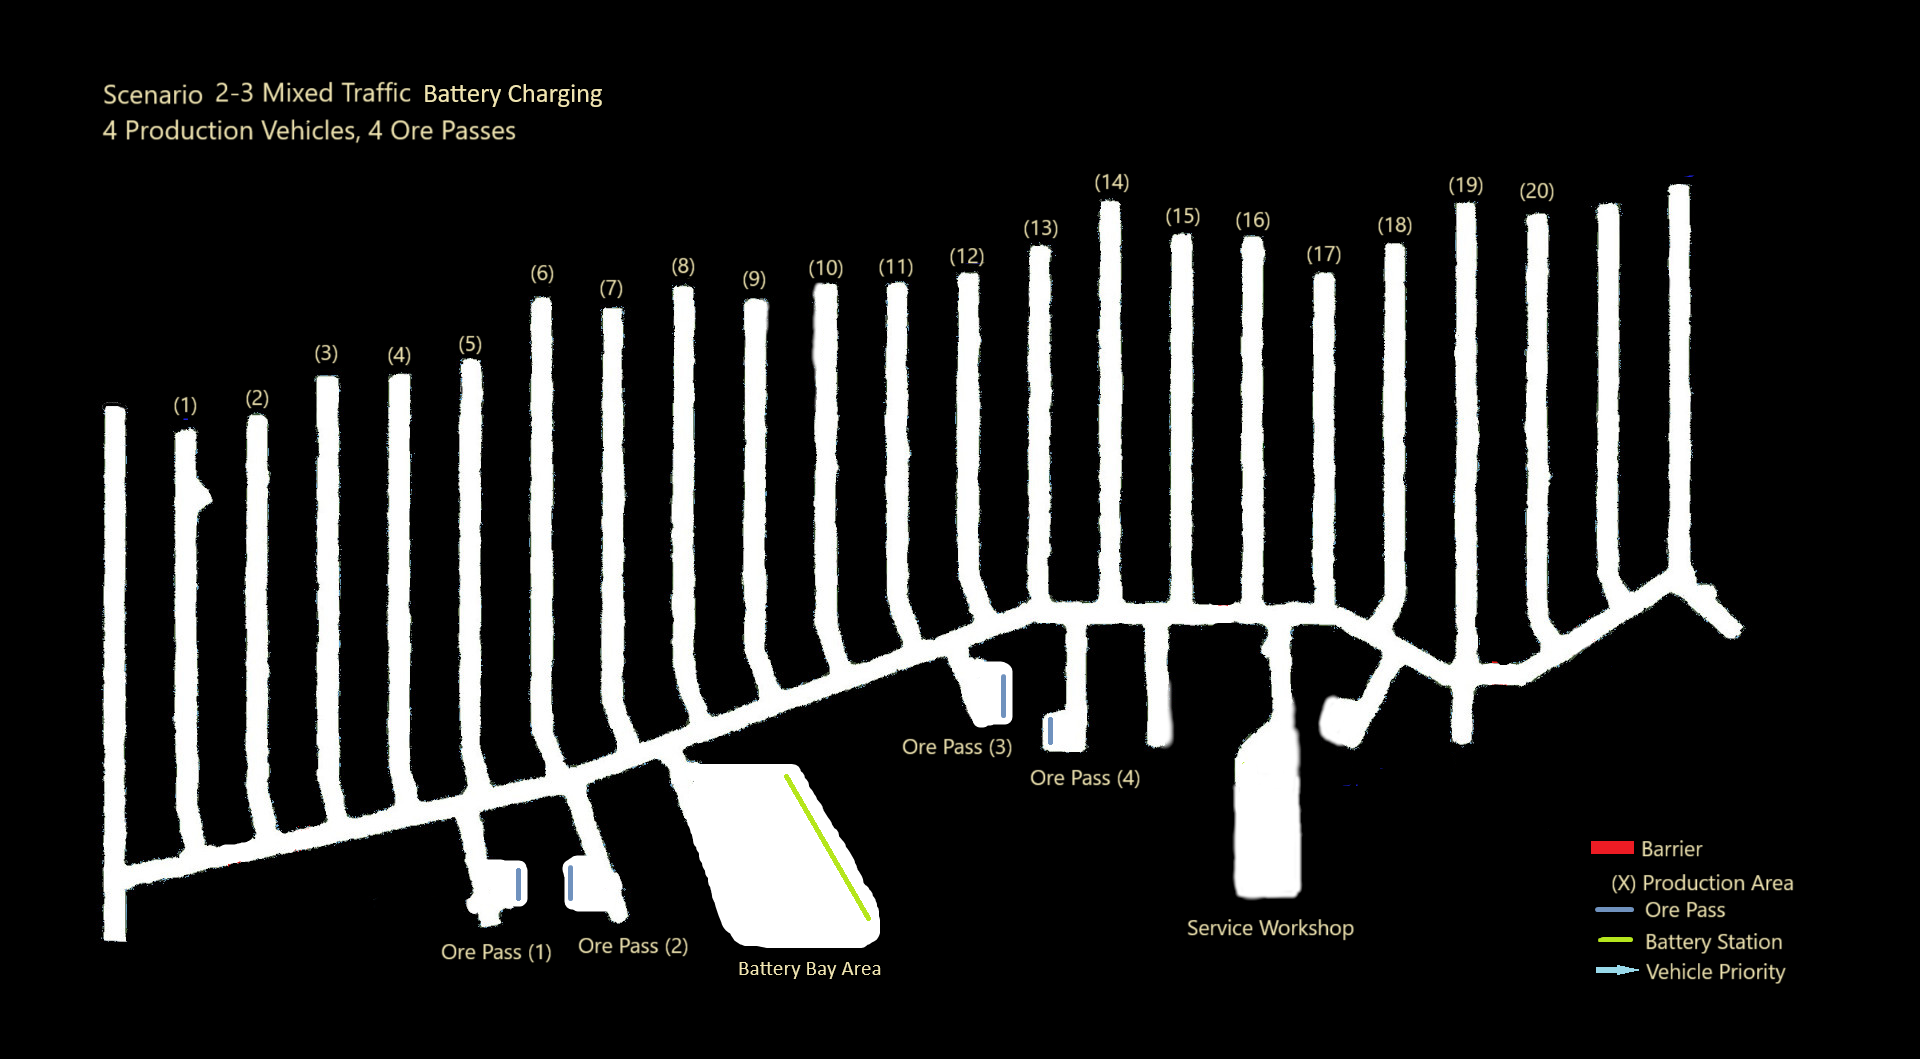 Scenario 2-3 Mixed Traffic Battery Charging
4 Production Vehicles, 4 Ore Passes
(14)
(19)
(20)
(15)
(16)
(18)
(13)
(17)
(12)
(11)
(8)
(10)
(6)
(9)
(7)
(5)
(3)
(4)
(2)
(1)
Ore Pass (3)
Ore Pass (4)
Barrier
(X) Production Area
Ore Pass
Service Workshop
Battery Station
Ore Pass (1)
Ore Pass (2)
Battery Bay Area
Vehicle Priority